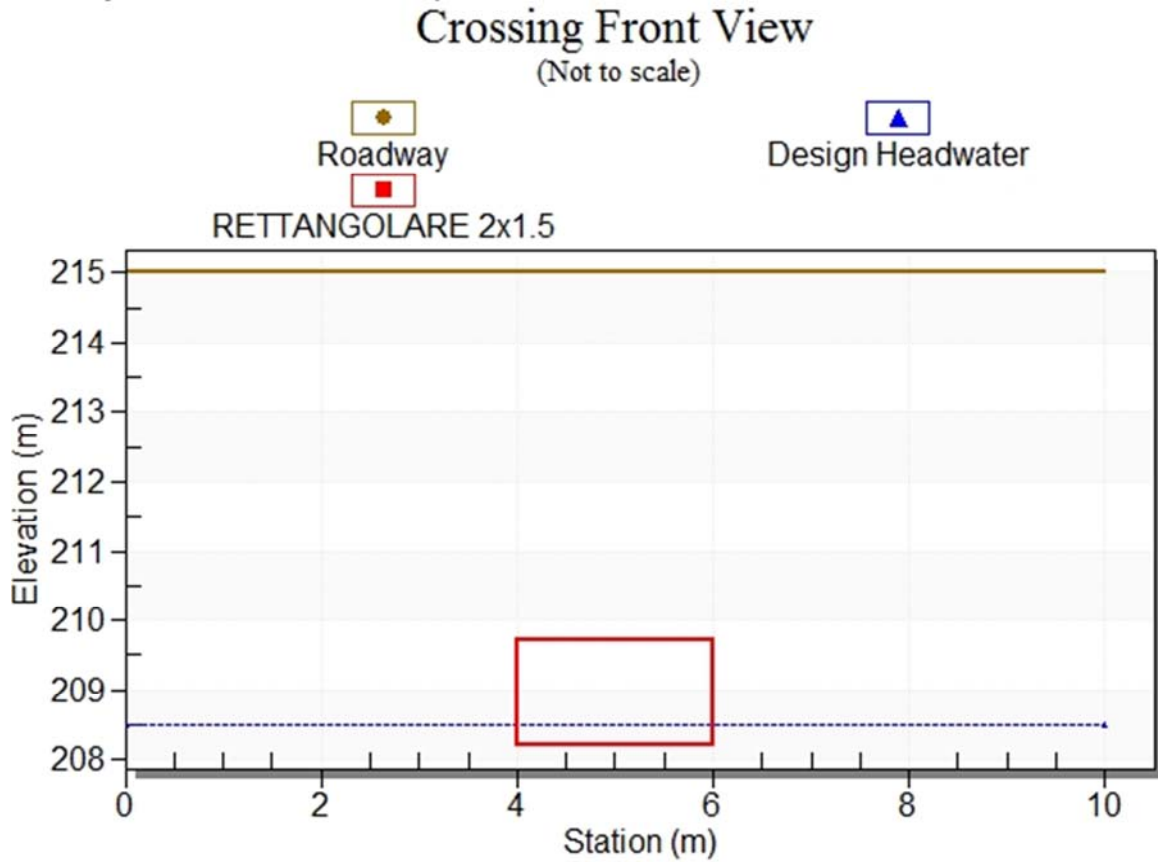 Crossing Front View
(Not to scale)
Roadway
Design Headwater
RETTANGOLARE 2x1.5
215
214
213
212
211
210
209
208
Elevation (m)
0 2 4 6 8 10
Station (m)